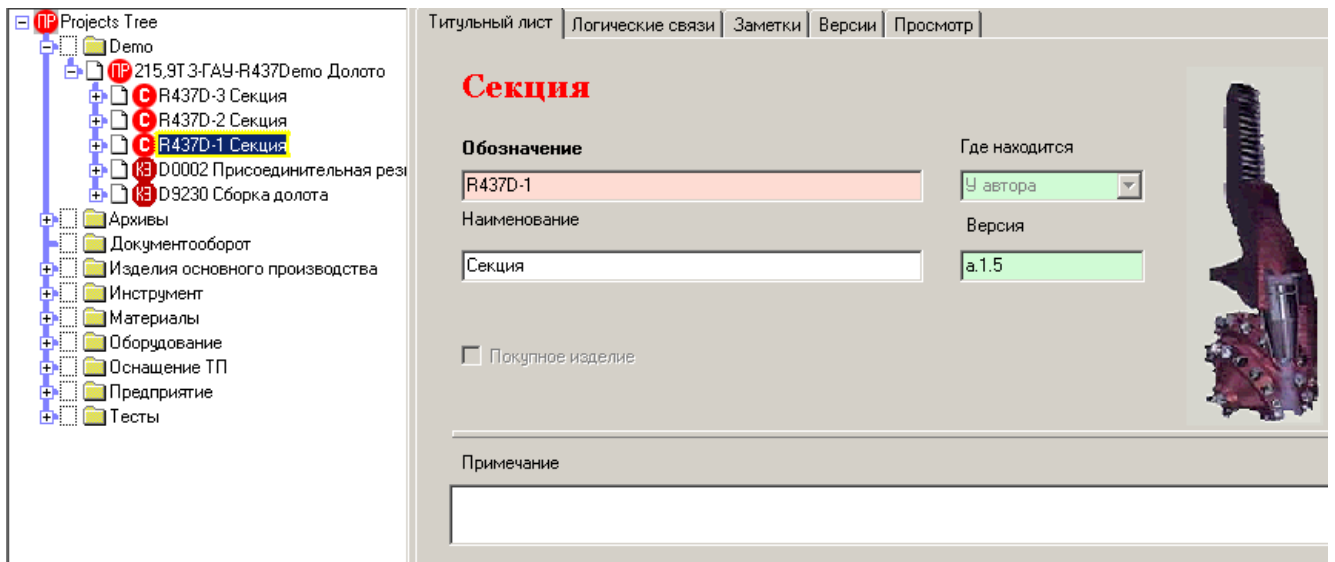 ПР Projects Tree
Demo
ПР 215,9ТЗ-ГАУ-R437Demo Долото
С R437D-3 Секция
С R437D-2 Секция
С R437D-1 Секция
КЭ D0002 Присоединительная резь
КЭ D9230 Сборка долота
Архивы
Документооборот
Изделия основного производства
Инструмент
Материалы
Оборудование
Оснащение ТП
Предприятие
Тесты
Титульный лист Логические связи Заметки Версии Просмотр
Секция
Обозначение Где находится
R437D-1 У автора
Наименование Версия
Секция а.1.5
Покупное изделие
Примечание